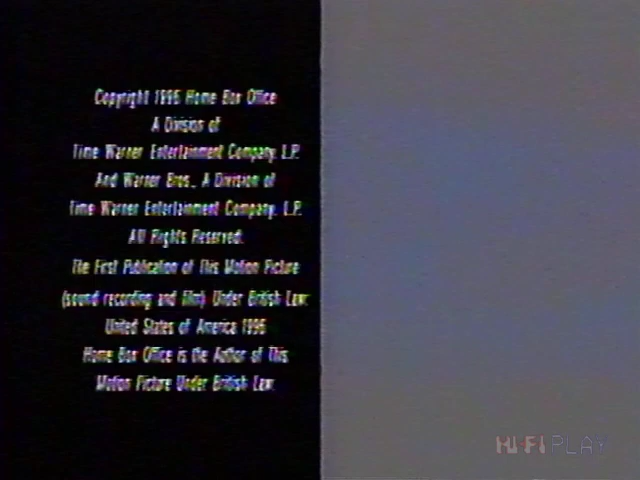 Copyright 1996 Home Box Office
A Division of
Time Warner Entertainment Company, L.P.
And Warner Bros., A Division of
Time Warner Entertainment Company, L.P.
All Rights Reserved.
The First Publication of This Motion Picture
(sound recording and film) Under British Law:
United States of America 1996
Home Box Office is the Author of This
Motion Picture Under British Law.
HI-FI PLAY